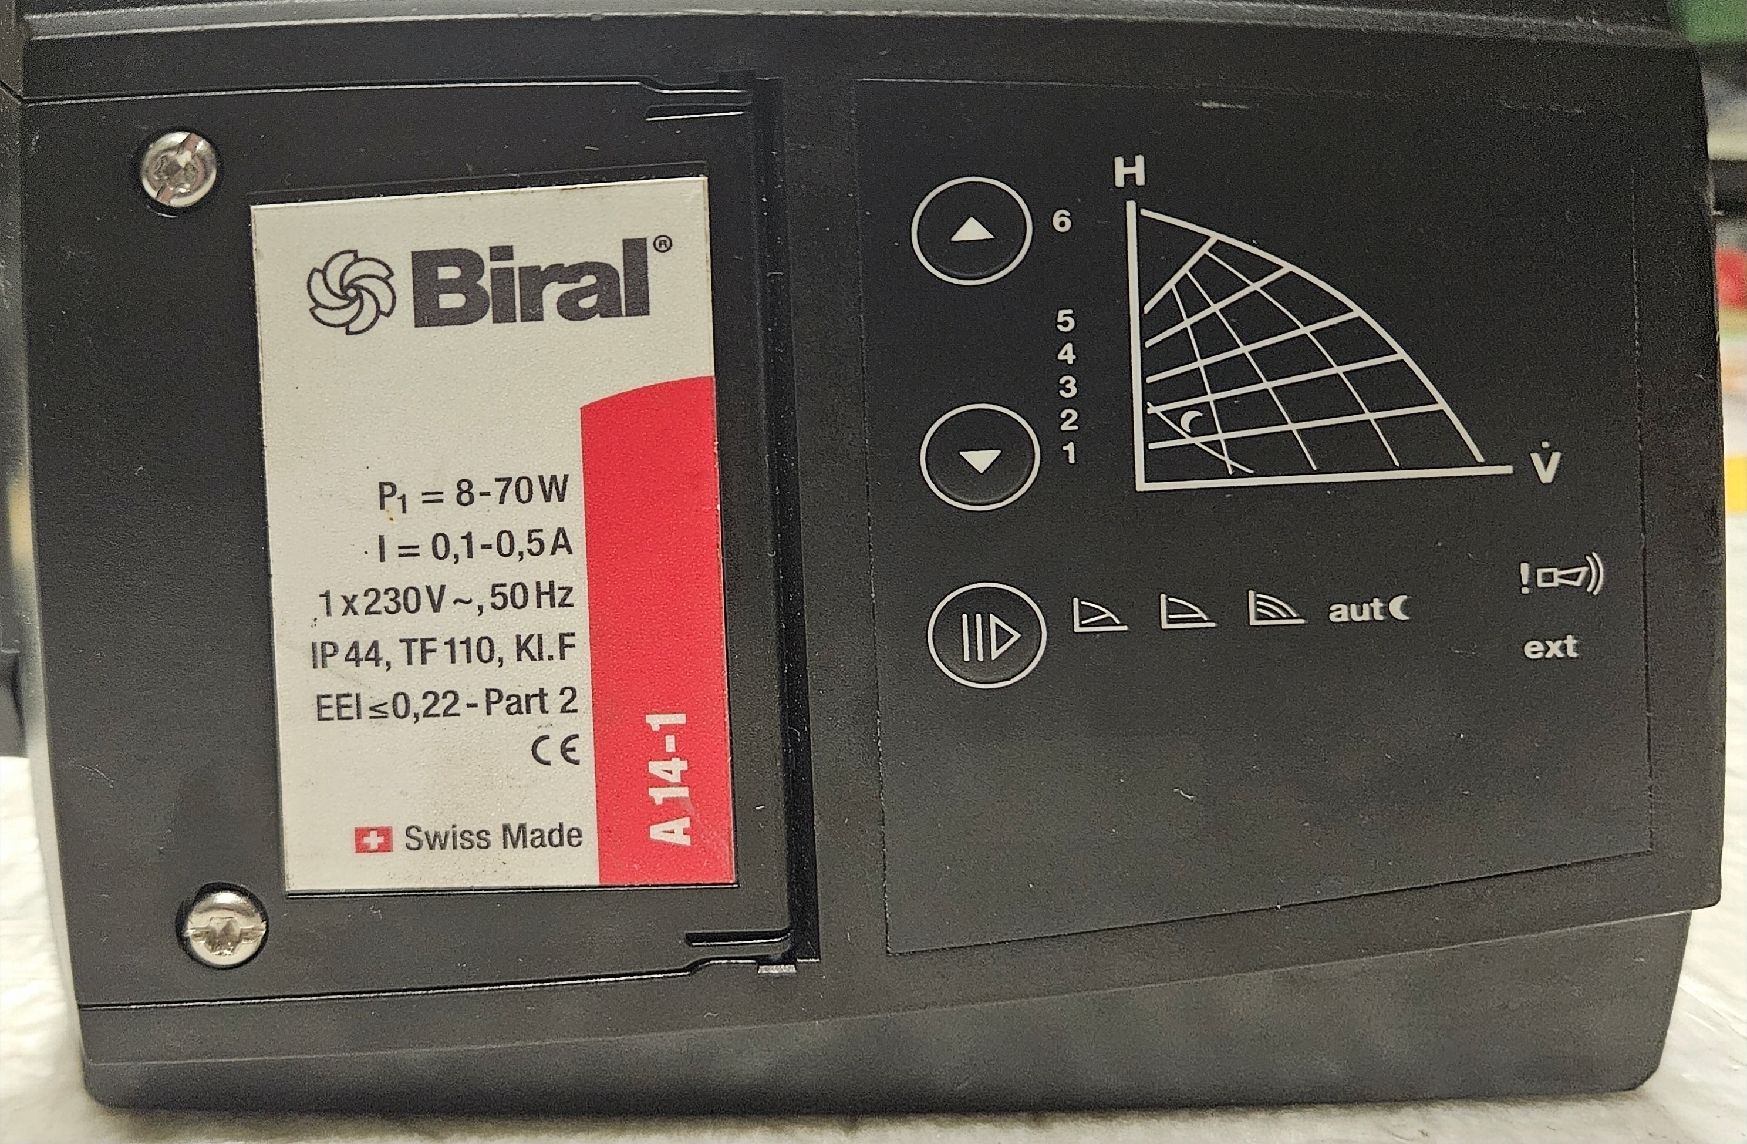 Biral®
P₁ = 8-70W
I = 0,1-0,5A
1x230V~, 50Hz
IP44, TF110, Kl.F
EEI≤0,22-Part 2
CE
Swiss Made
A14-1
H
6
5
4
3
2
1
V̇
aut
!
ext